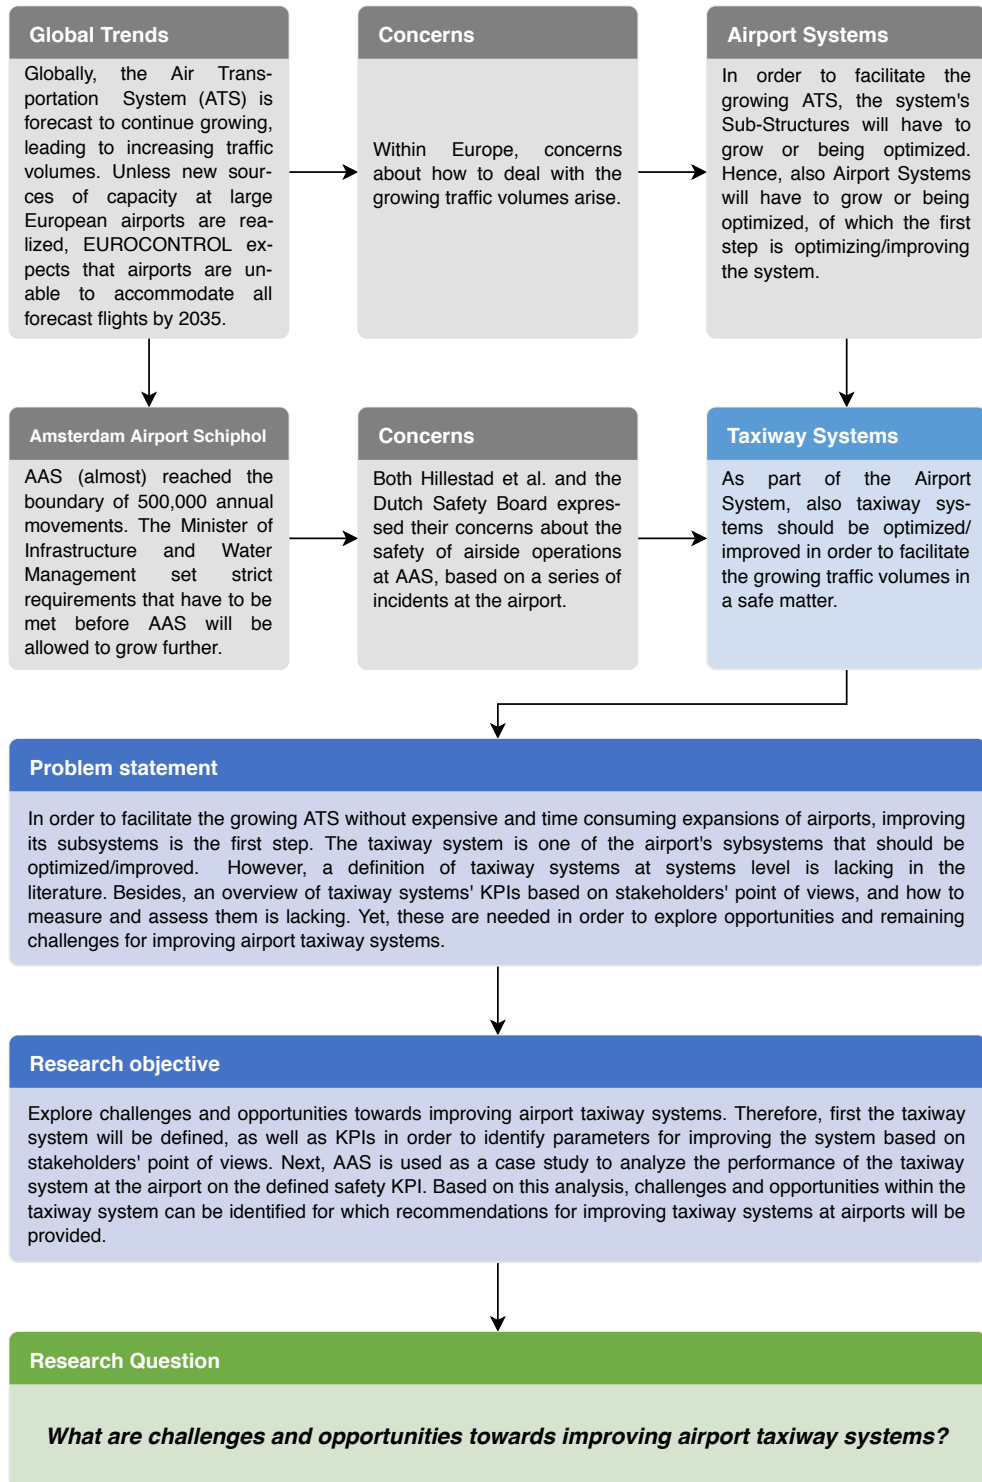 Global Trends
Globally, the Air Trans-
portation System (ATS) is
forecast to continue growing,
leading to increasing traffic
volumes. Unless new sour-
ces of capacity at large
European airports are rea-
lized, EUROCONTROL ex-
pects that airports are un-
able to accommodate all
forecast flights by 2035.
Concerns
Within Europe, concerns
about how to deal with the
growing traffic volumes arise.
Airport Systems
In order to facilitate the
growing ATS, the system's
Sub-Structures will have to
grow or being optimized.
Hence, also Airport Systems
will have to grow or being
optimized, of which the first
step is optimizing/improving
the system.
Amsterdam Airport Schiphol
AAS (almost) reached the
boundary of 500,000 annual
movements. The Minister of
Infrastructure and Water
Management set strict
requirements that have to be
met before AAS will be
allowed to grow further.
Concerns
Both Hillestad et al. and the
Dutch Safety Board expres-
sed their concerns about the
safety of airside operations
at AAS, based on a series of
incidents at the airport.
Taxiway Systems
As part of the Airport
System, also taxiway sys-
tems should be optimized/
improved in order to facilitate
the growing traffic volumes in
a safe matter.
Problem statement
In order to facilitate the growing ATS without expensive and time consuming expansions of airports, improving
its subsystems is the first step. The taxiway system is one of the airport's sybsystems that should be
optimized/improved. However, a definition of taxiway systems at systems level is lacking in the
literature. Besides, an overview of taxiway systems' KPIs based on stakeholders' point of views, and how to
measure and assess them is lacking. Yet, these are needed in order to explore opportunities and remaining
challenges for improving airport taxiway systems.
Research objective
Explore challenges and opportunities towards improving airport taxiway systems. Therefore, first the taxiway
system will be defined, as well as KPIs in order to identify parameters for improving the system based on
stakeholders' point of views. Next, AAS is used as a case study to analyze the performance of the taxiway
system at the airport on the defined safety KPI. Based on this analysis, challenges and opportunities within the
taxiway system can be identified for which recommendations for improving taxiway systems at airports will be
provided.
Research Question
What are challenges and opportunities towards improving airport taxiway systems?